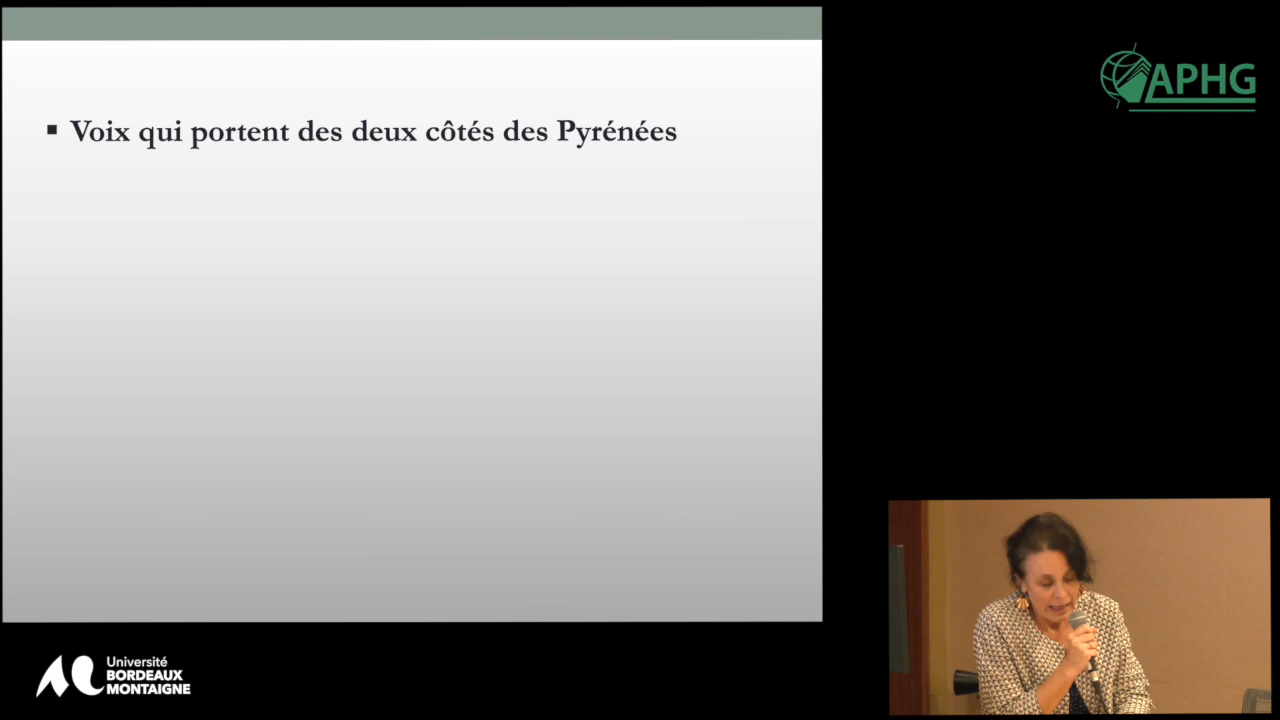 ▪ Voix qui portent des deux côtés des Pyrénées
APHG
Université
BORDEAUX
MONTAIGNE